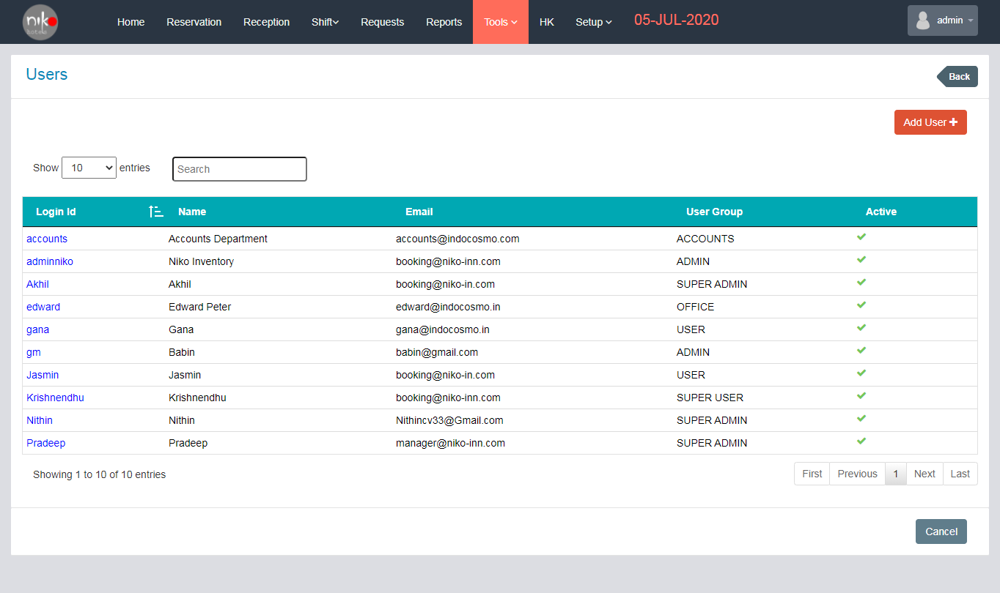 niko
hotels
Home Reservation Reception Shift Requests Reports Tools HK Setup 05-JUL-2020 admin
Users
Back
Add User
Show 10 entries Search
Login Id Name Email User Group Active
accounts Accounts Department accounts@indocosmo.com ACCOUNTS
adminniko Niko Inventory booking@niko-inn.com ADMIN
Akhil Akhil booking@niko-in.com SUPER ADMIN
edward Edward Peter edward@indocosmo.in OFFICE
gana Gana gana@indocosmo.in USER
gm Babin babin@gmail.com ADMIN
Jasmin Jasmin booking@niko-in.com USER
Krishnendhu Krishnendhu booking@niko-inn.com SUPER USER
Nithin Nithin Nithincv33@Gmail.com SUPER ADMIN
Pradeep Pradeep manager@niko-inn.com SUPER ADMIN
Showing 1 to 10 of 10 entries First Previous 1 Next Last
Cancel